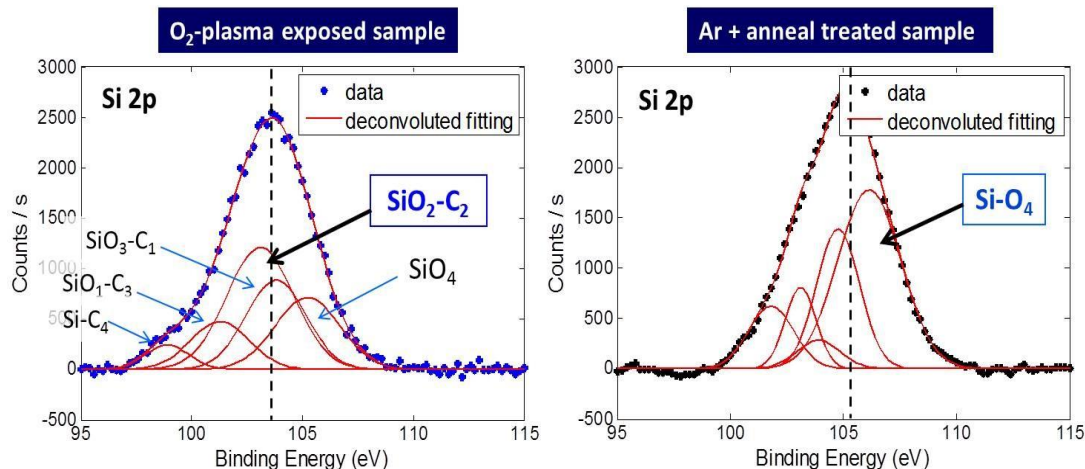 O₂-plasma exposed sample
Ar + anneal treated sample
Si 2p
data
deconvoluted fitting
SiO₂-C₂
SiO₃-C₁
SiO₁-C₃
Si-C₄
SiO₄
Counts / s
3000
2500
2000
1500
1000
500
0
-500
95
100
105
110
115
Binding Energy (eV)
Si 2p
data
deconvoluted fitting
Si-O₄
Counts / s
3000
2500
2000
1500
1000
500
0
-500
95
100
105
110
115
Binding Energy (eV)